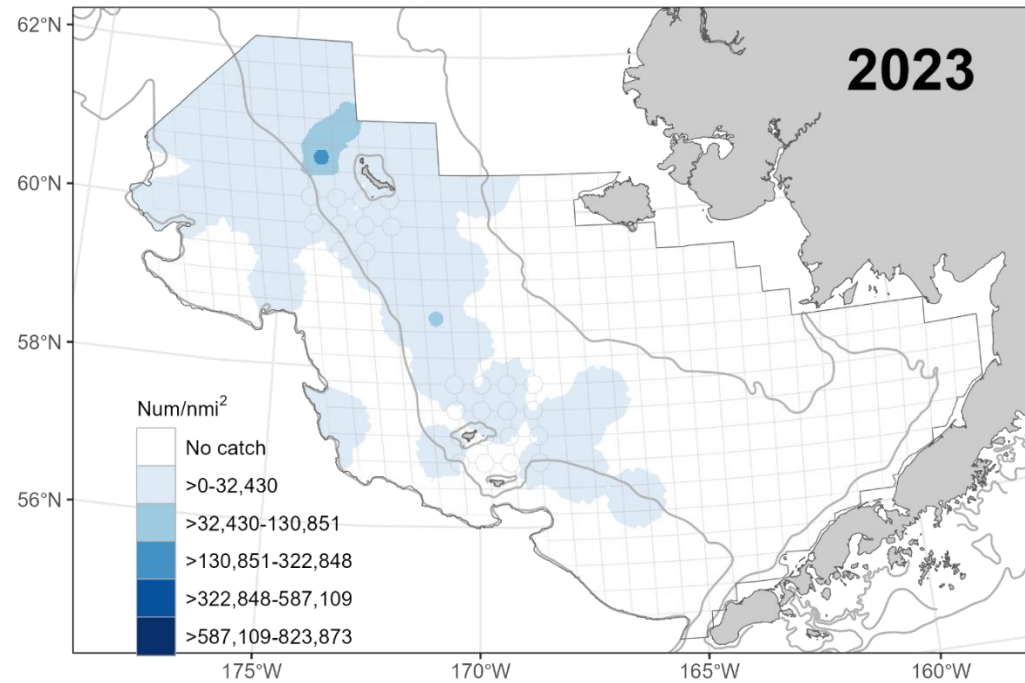 62°N
2023
60°N
58°N
56°N
Num/nmi²
No catch
>0-32,430
>32,430-130,851
>130,851-322,848
>322,848-587,109
>587,109-823,873
175°W
170°W
165°W
160°W